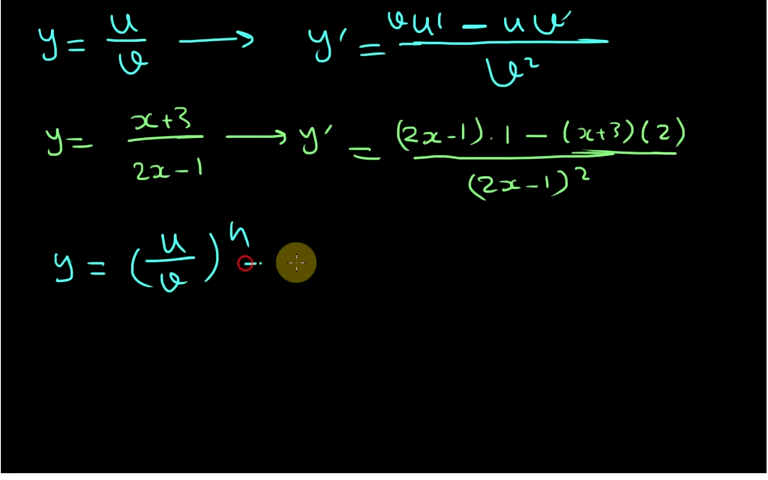 y = u/v ⟶ y' = (vu' − uv')/v²
y = (x+3)/(2x−1) ⟶ y' = ((2x−1).1 − (x+3)(2))/(2x−1)²
y = (u/v)ⁿ −